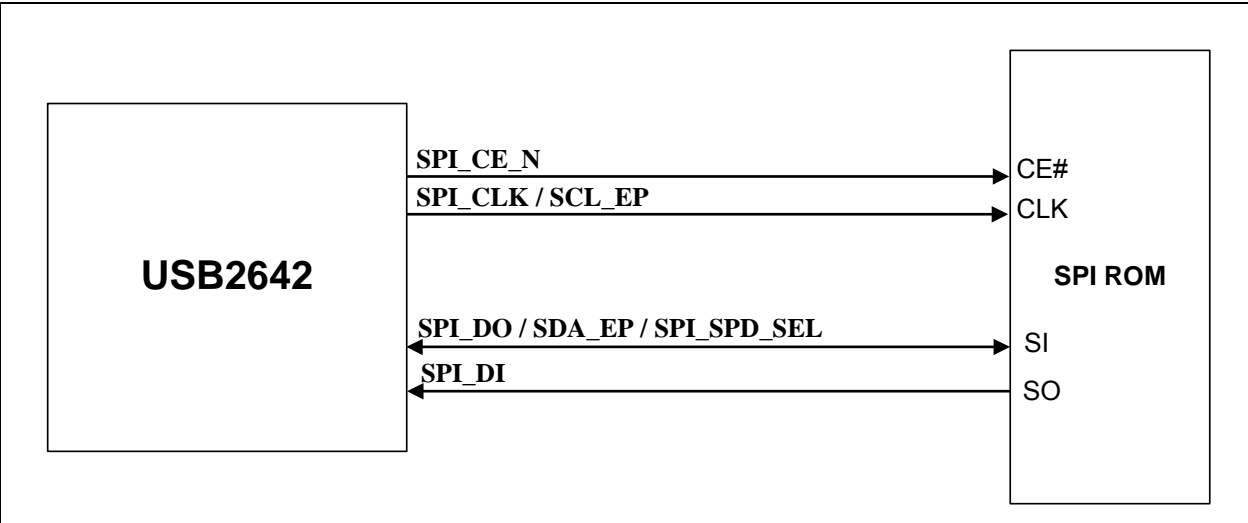 SPI_CE_N
CE#
SPI_CLK / SCL_EP
CLK
USB2642
SPI ROM
SPI_DO / SDA_EP / SPI_SPD_SEL
SI
SPI_DI
SO